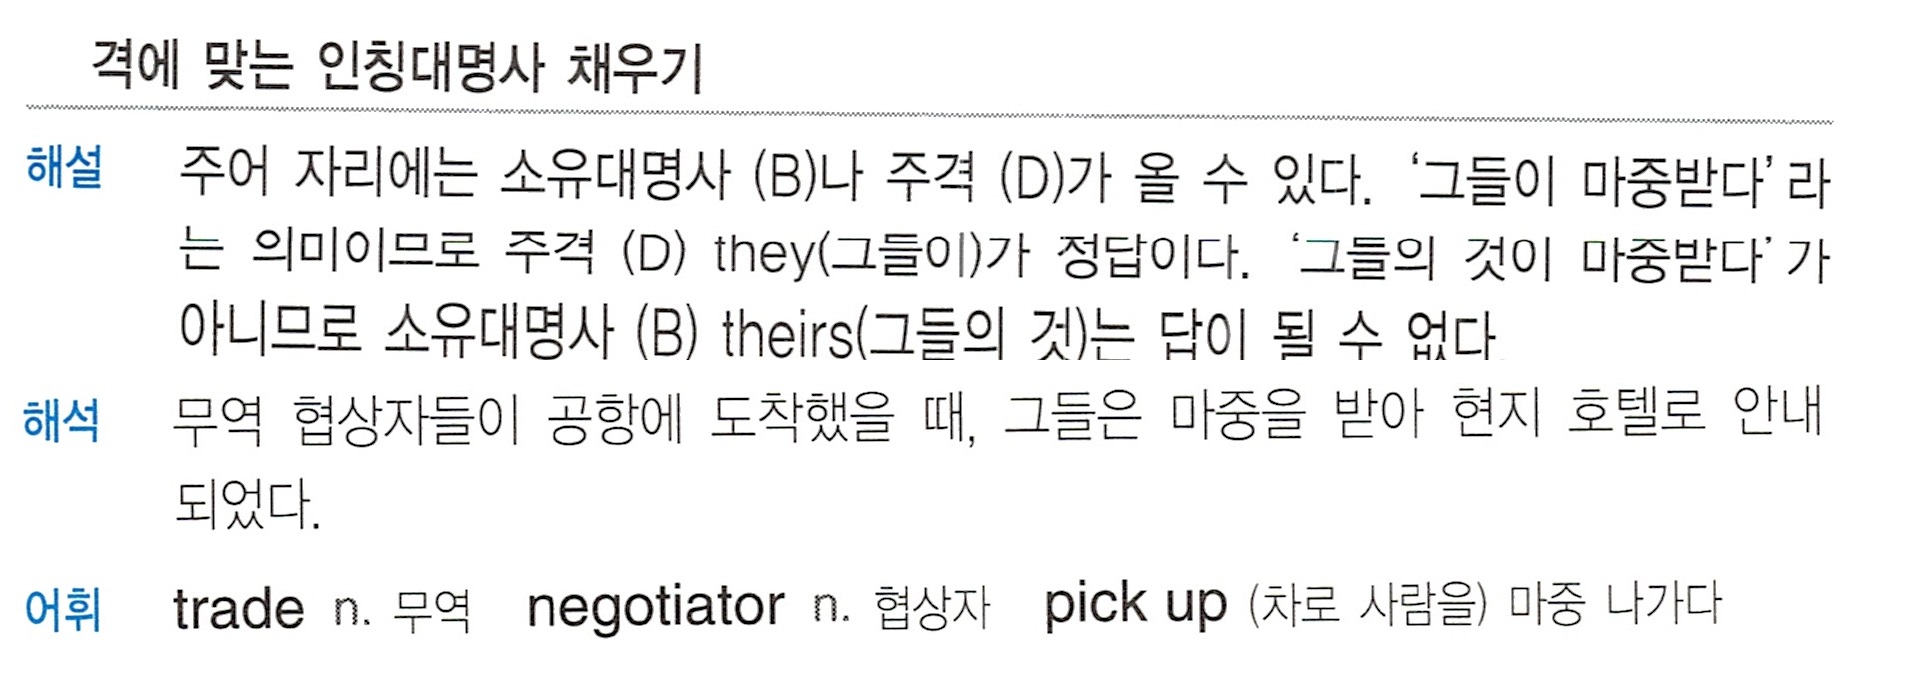 격에 맞는 인칭대명사 채우기
해설 주어 자리에는 소유대명사 (B)나 주격 (D)가 올 수 있다. ‘그들이 마중받다’라
는 의미이므로 주격 (D) they(그들이)가 정답이다. ‘그들의 것이 마중받다’가
아니므로 소유대명사 (B) theirs(그들의 것)는 답이 될 수 없다.
해석 무역 협상자들이 공항에 도착했을 때, 그들은 마중을 받아 현지 호텔로 안내
되었다.
어휘 trade n. 무역 negotiator n. 협상자 pick up (차로 사람을) 마중 나가다